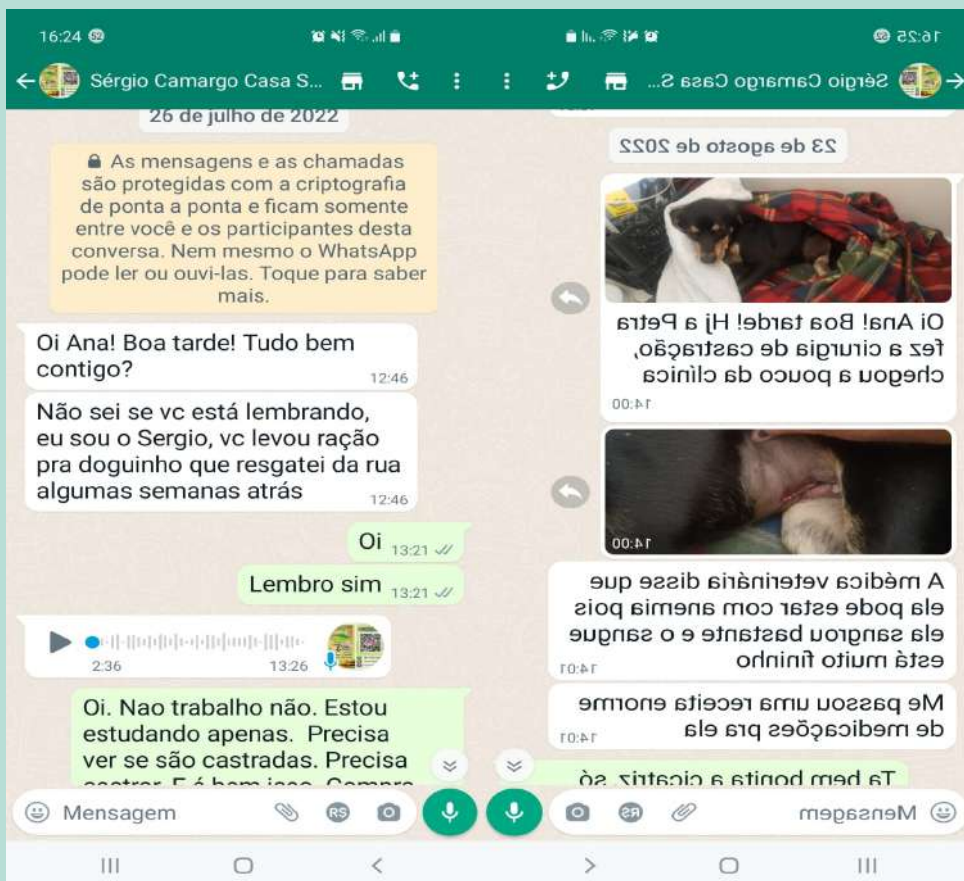 16:24
Sérgio Camargo Casa S...
26 de julho de 2022
As mensagens e as chamadas
são protegidas com a criptografia
de ponta a ponta e ficam somente
entre você e os participantes desta
conversa. Nem mesmo o WhatsApp
pode ler ou ouvi-las. Toque para saber
mais.
Oi Ana! Boa tarde! Tudo bem
contigo?
12:46
Não sei se vc está lembrando,
eu sou o Sergio, vc levou ração
pra doguinho que resgatei da rua
algumas semanas atrás
12:46
Oi 13:21
Lembro sim 13:21
2:36 13:26
Oi. Nao trabalho não. Estou
estudando apenas. Precisa
ver se são castradas. Precisa
castrar. E é bem isso. Compra
Mensagem
16:25
Sérgio Camargo Casa S...
23 de agosto de 2022
Oi Ana! Boa tarde! Hj a Petra
fez a cirurgia de castração,
chegou a pouco da clínica
14:00
14:00
A médica veterinária disse que
ela pode estar com anemia pois
ela sangrou bastante e o sangue
está muito fininho
14:01
Me passou uma receita enorme
de medicações pra ela
14:01
Ta bem bonita a cicatriz, só
Mensagem